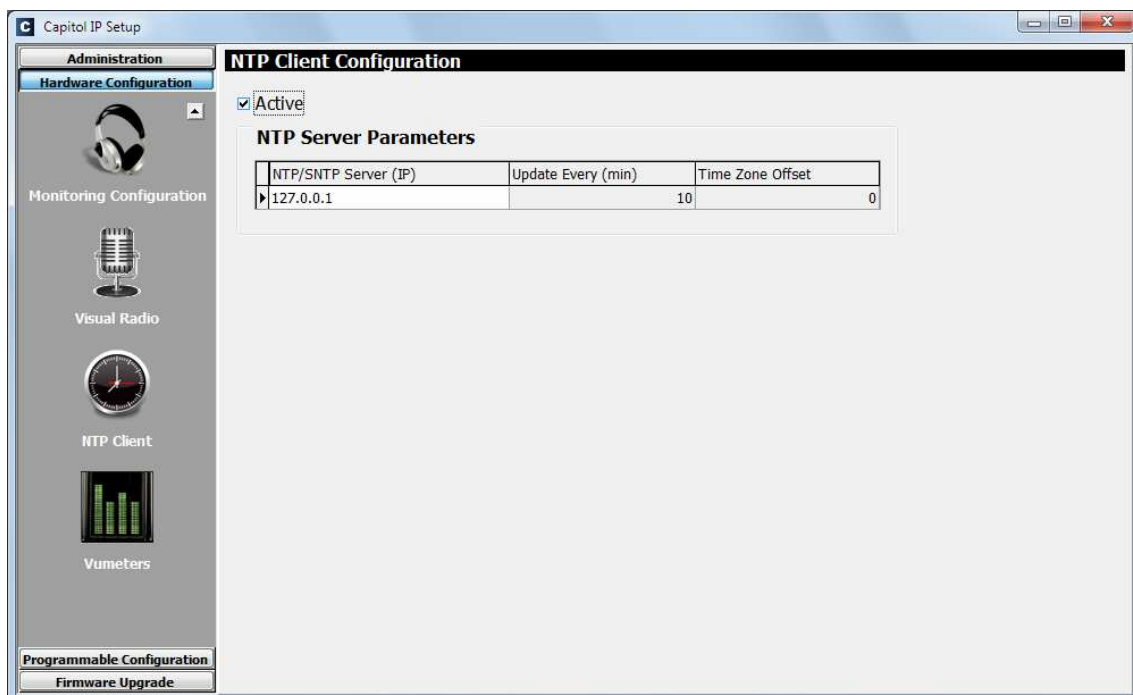 Capitol IP Setup
Administration
Hardware Configuration
Monitoring Configuration
Visual Radio
NTP Client
Vumeters
Programmable Configuration
Firmware Upgrade
NTP Client Configuration
Active
NTP Server Parameters
NTP/SNTP Server (IP) Update Every (min) Time Zone Offset
127.0.0.1 10 0